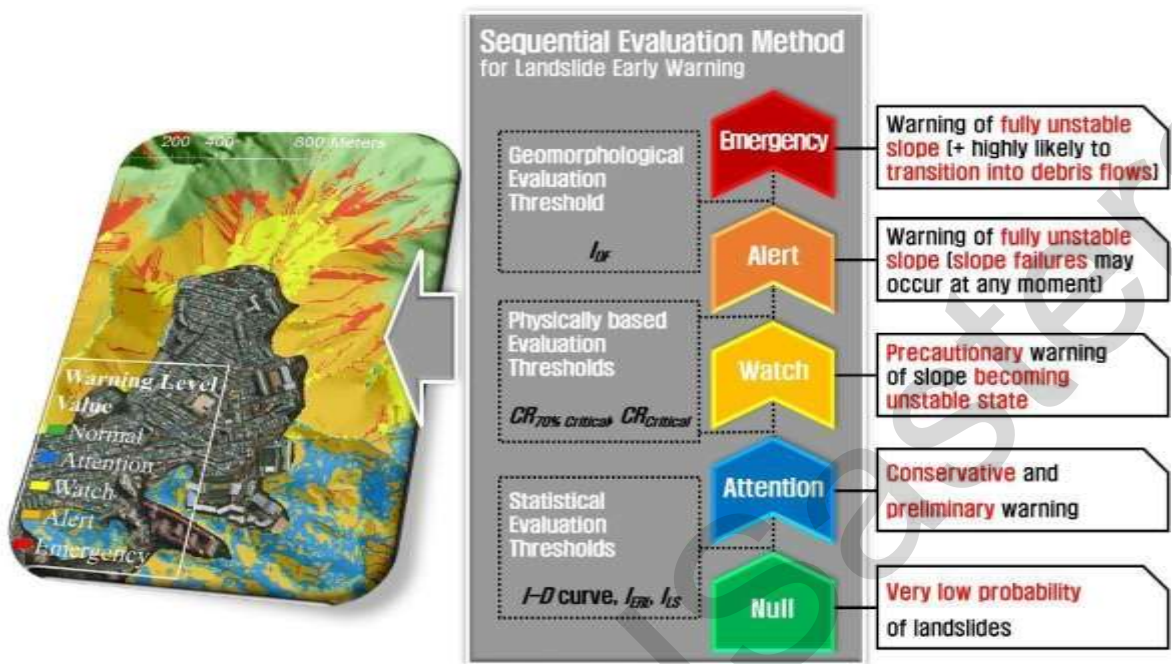 Sequential Evaluation Method
for Landslide Early Warning
200 400 800 Meters
Warning Level
Value
Normal
Attention
Watch
Alert
Emergency
Geomorphological
Evaluation
Threshold
I_DF
Physically based
Evaluation
Thresholds
CR_70% Critical, CR_Critical
Statistical
Evaluation
Thresholds
I-D curve, I_ERI, I_LS
Emergency
Alert
Watch
Attention
Null
Warning of fully unstable
slope (+ highly likely to
transition into debris flows)
Warning of fully unstable
slope (slope failures may
occur at any moment)
Precautionary warning
of slope becoming
unstable state
Conservative and
preliminary warning
Very low probability
of landslides